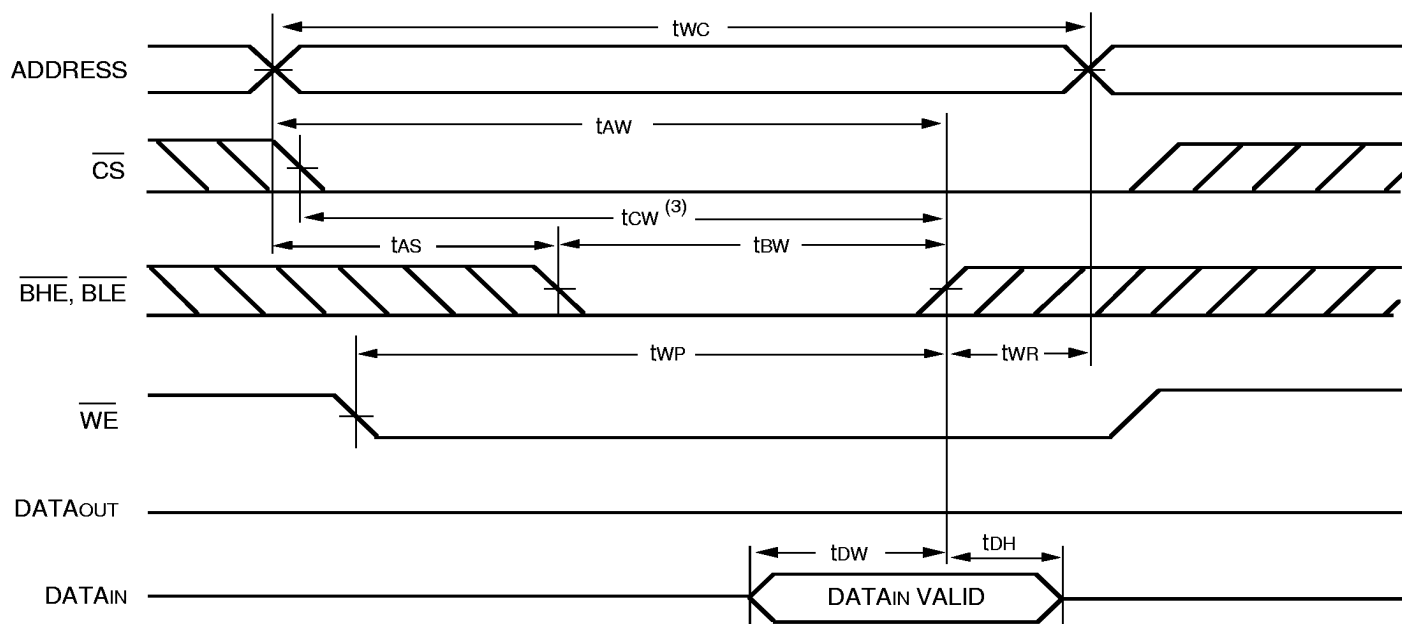 tWC
ADDRESS
tAW
CS
tCW (3)
tAS
tBW
BHE, BLE
tWP
tWR
WE
DATAOUT
tDW
tDH
DATAIN
DATAIN VALID